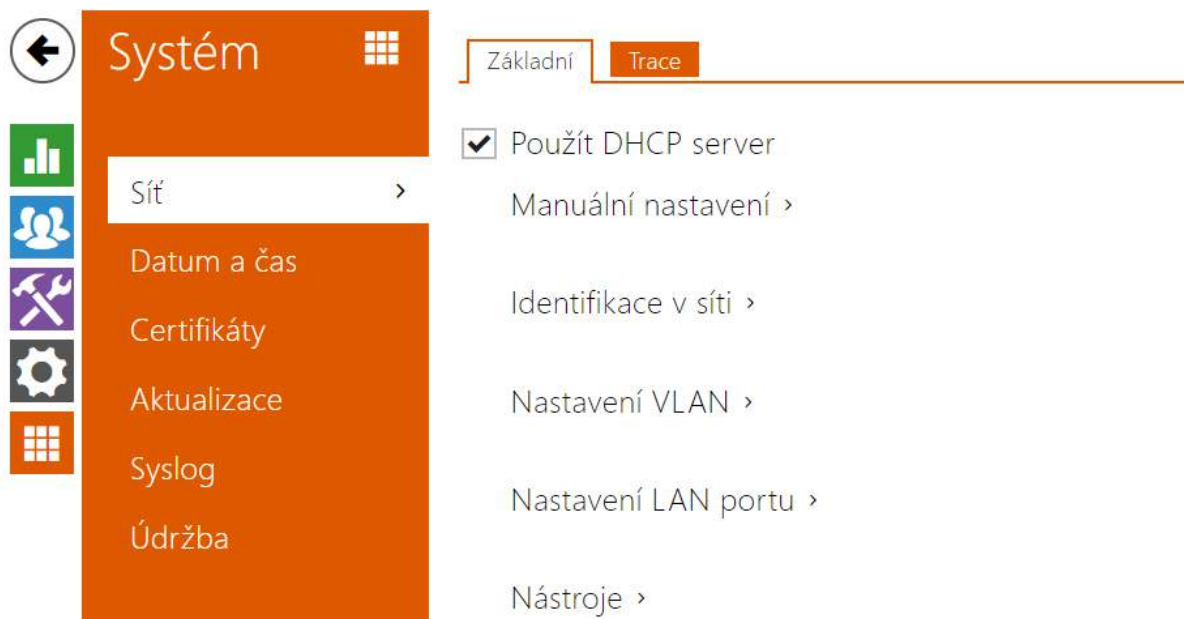 Systém
Síť
Datum a čas
Certifikáty
Aktualizace
Syslog
Údržba
Základní
Trace
Použít DHCP server
Manuální nastavení
Identifikace v síti
Nastavení VLAN
Nastavení LAN portu
Nástroje